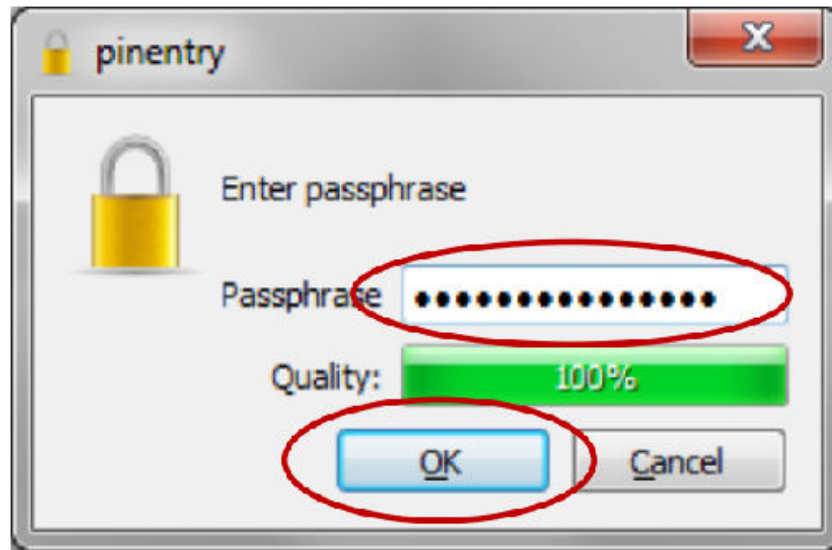 pinentry
Enter passphrase
Passphrase ●●●●●●●●●●●●●●●
Quality: 100%
OK Cancel